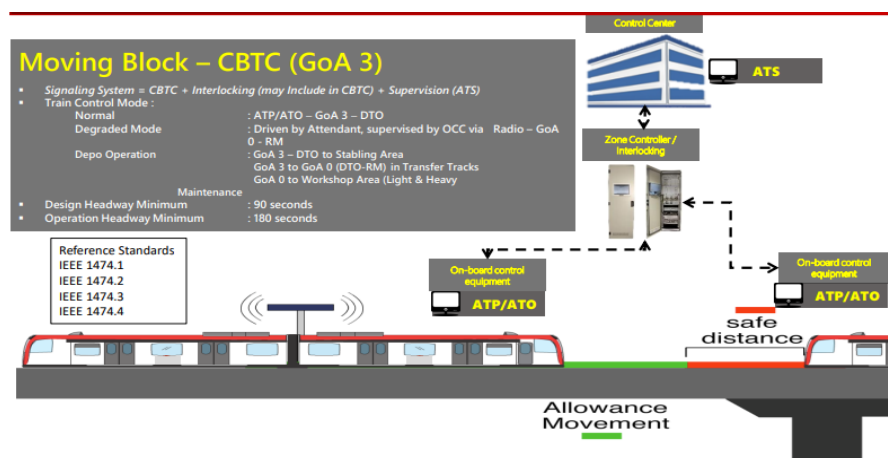 Control Center
ATS
Moving Block – CBTC (GoA 3)
▪ Signaling System = CBTC + Interlocking (may Include in CBTC) + Supervision (ATS)
▪ Train Control Mode :
Normal : ATP/ATO – GoA 3 – DTO
Degraded Mode : Driven by Attendant, supervised by OCC via Radio – GoA
0 - RM
Depo Operation : GoA 3 – DTO to Stabling Area
GoA 3 to GoA 0 (DTO-RM) in Transfer Tracks
GoA 0 to Workshop Area (Light & Heavy
Maintenance
▪ Design Headway Minimum : 90 seconds
▪ Operation Headway Minimum : 180 seconds
Zone Controller /
Interlocking
Reference Standards
IEEE 1474.1
IEEE 1474.2
IEEE 1474.3
IEEE 1474.4
On-board control
equipment
ATP/ATO
On-board control
equipment
ATP/ATO
safe
distance
Allowance
Movement